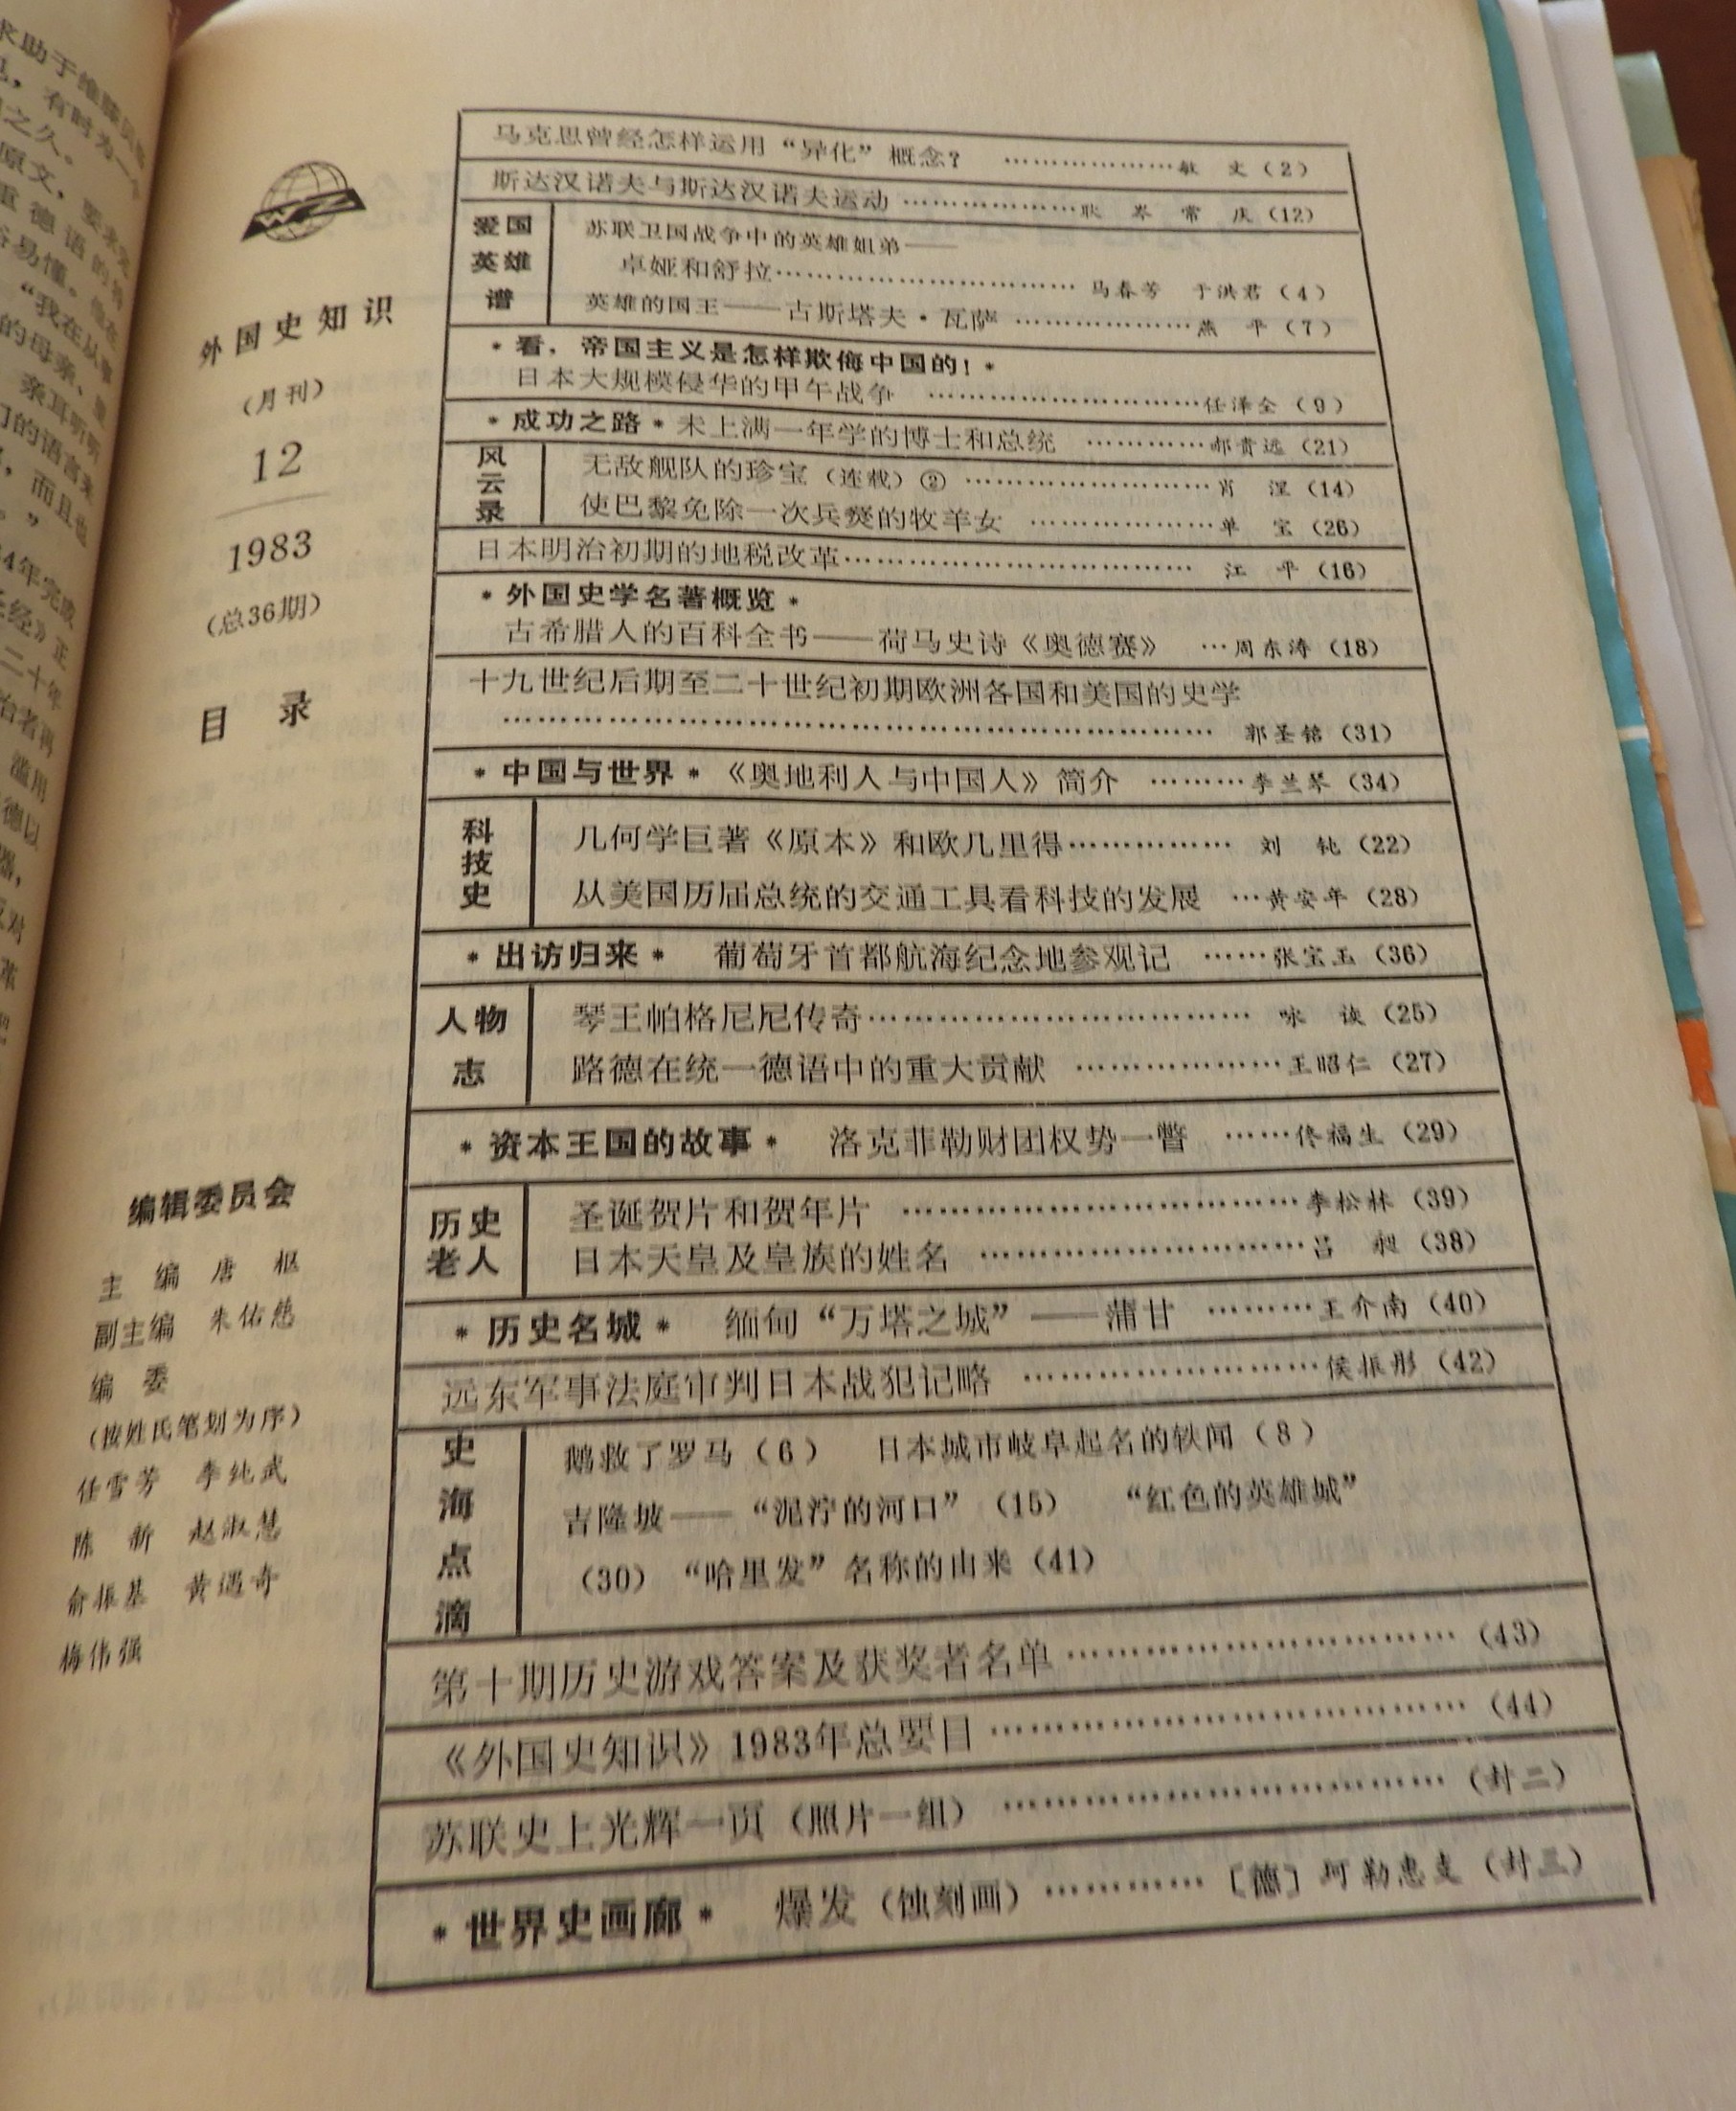 外国史知识
（月刊）
12
1983
（总36期）
目 录
编辑委员会
主 编 唐 枢
副主编 朱佑慈
编 委
（按姓氏笔划为序）
任雪芳 李纯武
陈 新 赵淑慧
俞振基 黄遇奇
梅伟强
马克思曾经怎样运用“异化”概念？ ………………敏 史（2）
斯达汉诺夫与斯达汉诺夫运动………………耿 岑 常 庆（12）
爱国英雄谱
苏联卫国战争中的英雄姐弟——
卓娅和舒拉………………………… 马春芳 于洪君（4）
英雄的国王——古斯塔夫·瓦萨 ………………燕 平（7）
*看，帝国主义是怎样欺侮中国的！*
日本大规模侵华的甲午战争 ………………………任泽全（9）
*成功之路* 未上满一年学的博士和总统 …………郝贵远（21）
风云录
无敌舰队的珍宝（连载）② ……………………肖 涅（14）
使巴黎免除一次兵燹的牧羊女 ………………单 宝（26）
日本明治初期的地税改革……………………………… 江 平（16）
*外国史学名著概览*
古希腊人的百科全书——荷马史诗《奥德赛》 …周东涛（18）
十九世纪后期至二十世纪初期欧洲各国和美国的史学
…………………………………………………………… 郭圣铭（31）
*中国与世界* 《奥地利人与中国人》简介 ………李兰琴（34）
科技史
几何学巨著《原本》和欧几里得…………… 刘 钝（22）
从美国历届总统的交通工具看科技的发展 …黄安年（28）
*出访归来* 葡萄牙首都航海纪念地参观记 ……张宝玉（36）
人物志
琴王帕格尼尼传奇……………………………… 咏 诙（25）
路德在统一德语中的重大贡献 ………………王昭仁（27）
*资本王国的故事* 洛克菲勒财团权势一瞥 ……佟福生（29）
历史老人
圣诞贺片和贺年片 ………………………………李松林（39）
日本天皇及皇族的姓名 …………………………吕 昶（38）
*历史名城* 缅甸“万塔之城”——蒲甘 ………王介南（40）
远东军事法庭审判日本战犯记略 ………………………侯振彤（42）
史海点滴
鹅救了罗马（6） 日本城市岐阜起名的轶闻（8）
吉隆坡——“泥泞的河口”（15） “红色的英雄城”
（30）“哈里发”名称的由来（41）
第十期历史游戏答案及获奖者名单………………………………（43）
《外国史知识》1983年总要目………………………………………（44）
苏联史上光辉一页（照片一组） …………………………………（封二）
*世界史画廊* 爆发（蚀刻画）…………〔德〕珂勒惠支（封三）